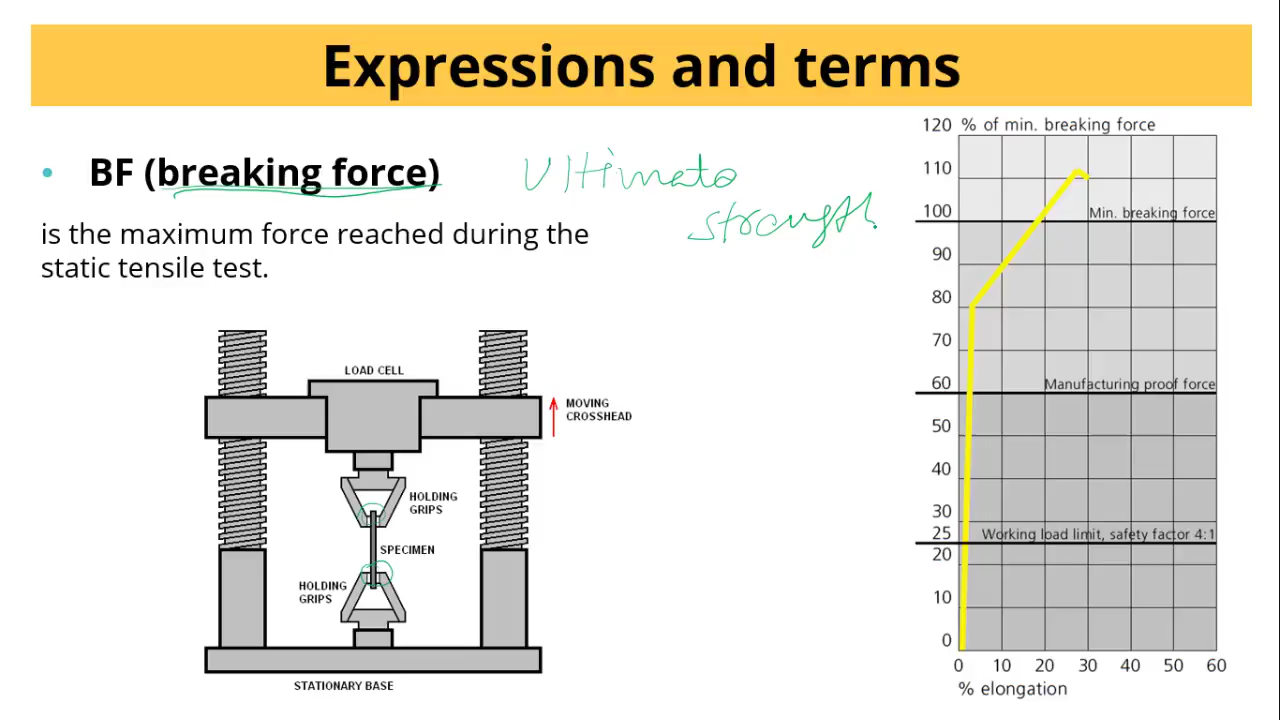 Expressions and terms
• BF (breaking force)
Ultimato
strength.
is the maximum force reached during the
static tensile test.
LOAD CELL
MOVING
CROSSHEAD
HOLDING
GRIPS
SPECIMEN
HOLDING
GRIPS
STATIONARY BASE
120 % of min. breaking force
110
100 Min. breaking force
90
80
70
60 Manufacturing proof force
50
40
30
25 Working load limit, safety factor 4:1
20
10
0
0 10 20 30 40 50 60
% elongation